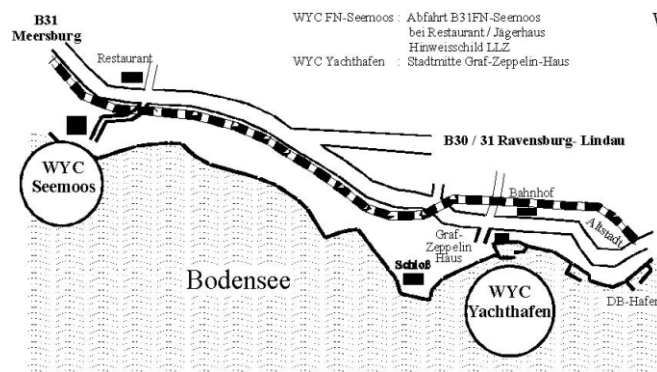 B31
Meersburg
WYC FN-Seemoos : Abfahrt B31FN-Seemoos
bei Restaurant / Jägerhaus
Hinweisschild LLZ
WYC Yachthafen : Stadtmitte Graf-Zeppelin-Haus
Restaurant
B30 / 31 Ravensburg- Lindau
WYC
Seemoos
Bahnhof
Altstadt
Graf-
Zeppelin
Haus
Schloß
Bodensee
WYC
Yachthafen
DB-Hafen